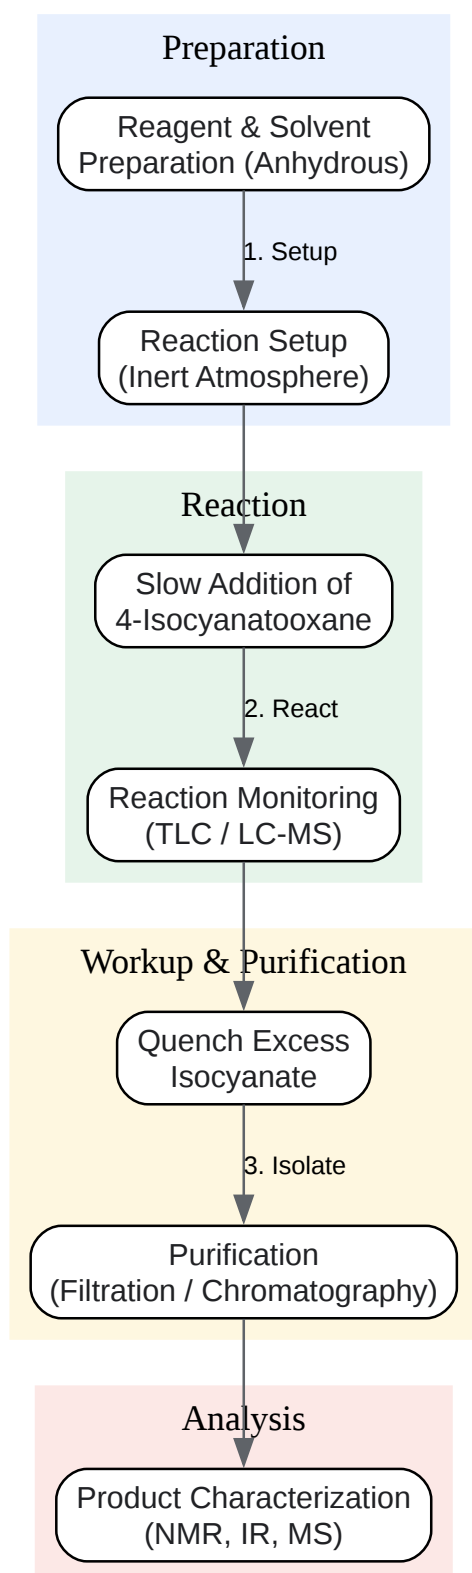 Preparation
Reagent & Solvent
Preparation (Anhydrous)
1. Setup
Reaction Setup
(Inert Atmosphere)
Reaction
Slow Addition of
4-Isocyanatooxane
2. React
Reaction Monitoring
(TLC / LC-MS)
Workup & Purification
Quench Excess
Isocyanate
3. Isolate
Purification
(Filtration / Chromatography)
Analysis
Product Characterization
(NMR, IR, MS)